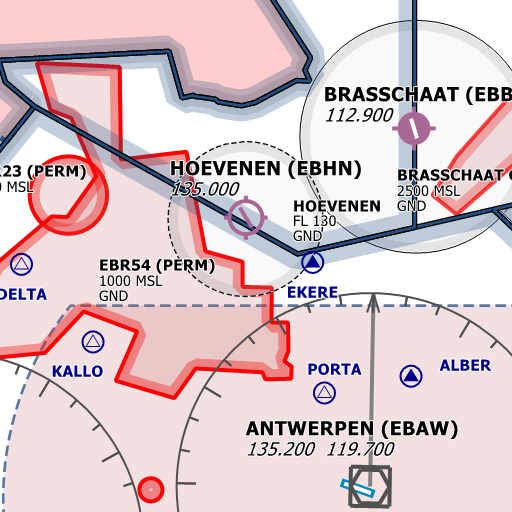 BRASSCHAAT (EBB
112.900
HOEVENEN (EBHN)
135.000
R23 (PERM)
0 MSL
BRASSCHAAT
2500 MSL
GND
HOEVENEN
FL 130
GND
EBR54 (PERM)
1000 MSL
GND
DELTA
EKERE
KALLO
PORTA
ALBER
ANTWERPEN (EBAW)
135.200 119.700